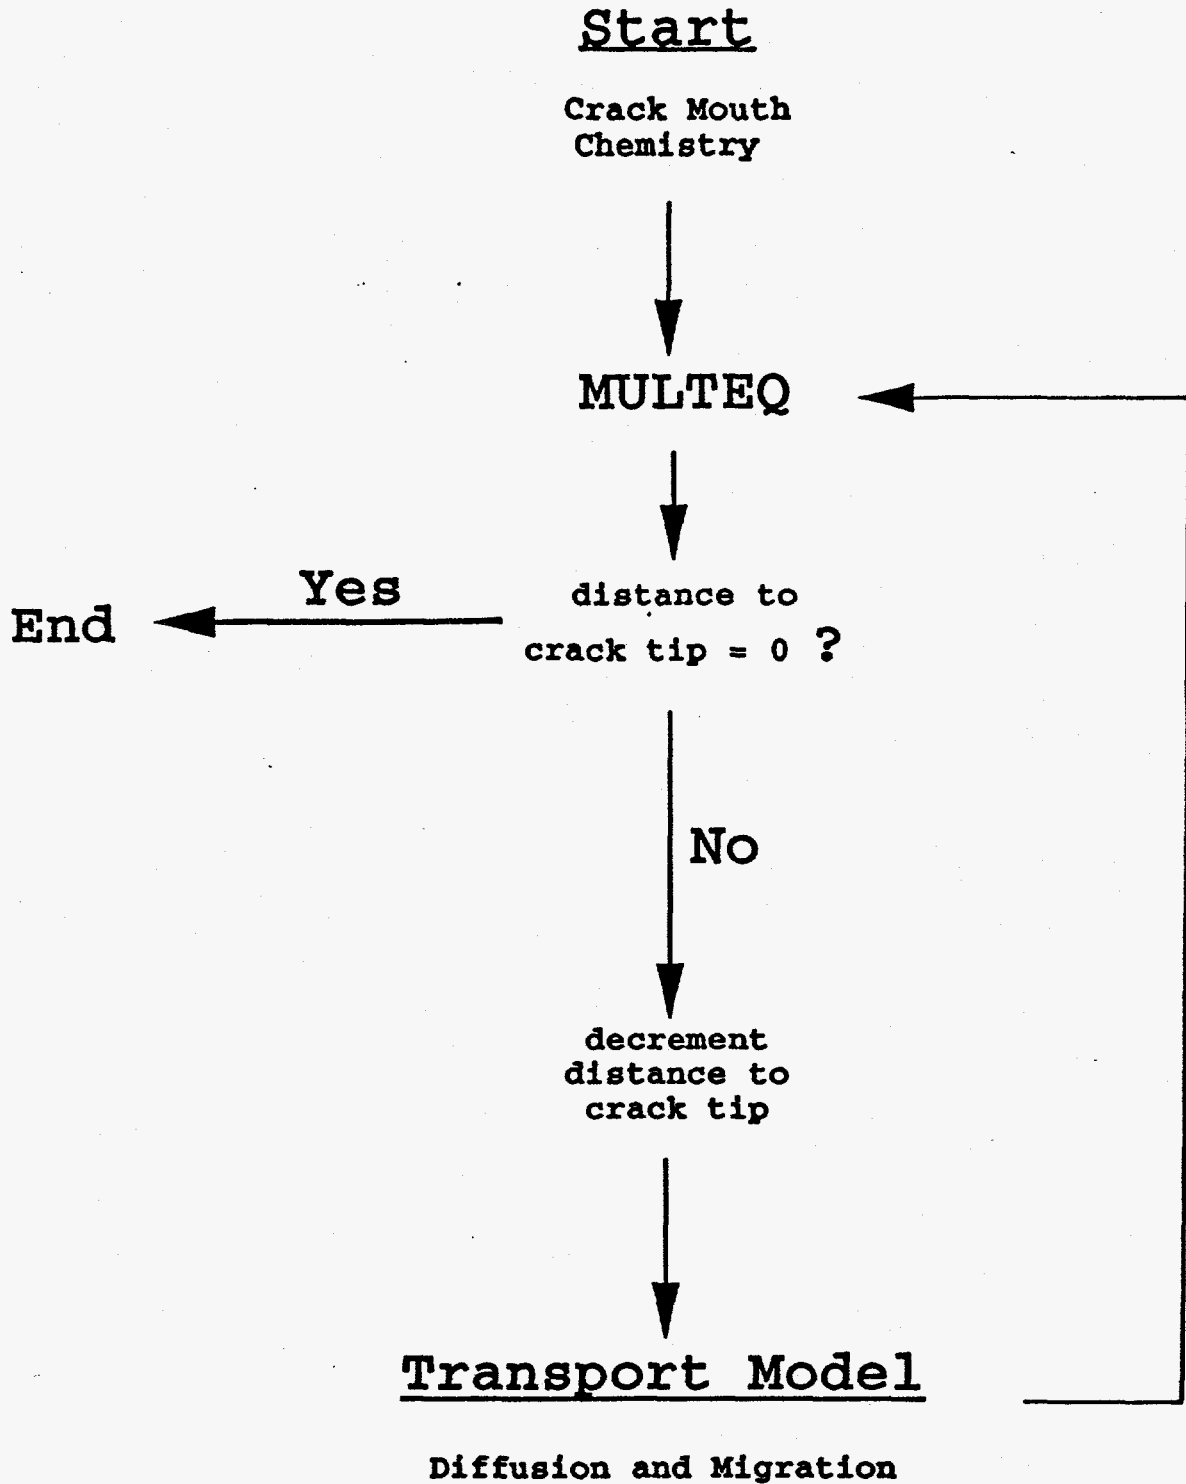 Start
Crack Mouth
Chemistry
MULTEQ
Yes
End
distance to
crack tip = 0 ?
No
decrement
distance to
crack tip
Transport Model
Diffusion and Migration